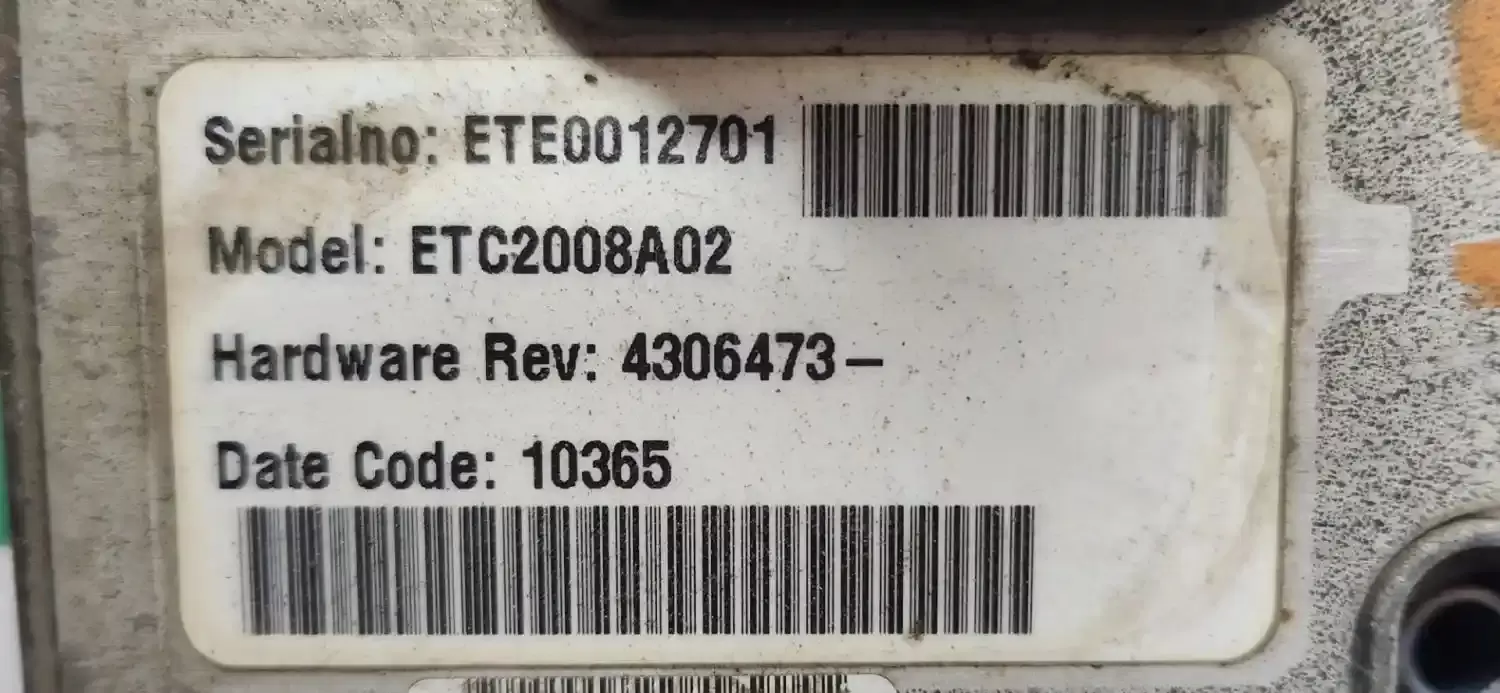 Serialno: ETE0012701
Model: ETC2008A02
Hardware Rev: 4306473-
Date Code: 10365